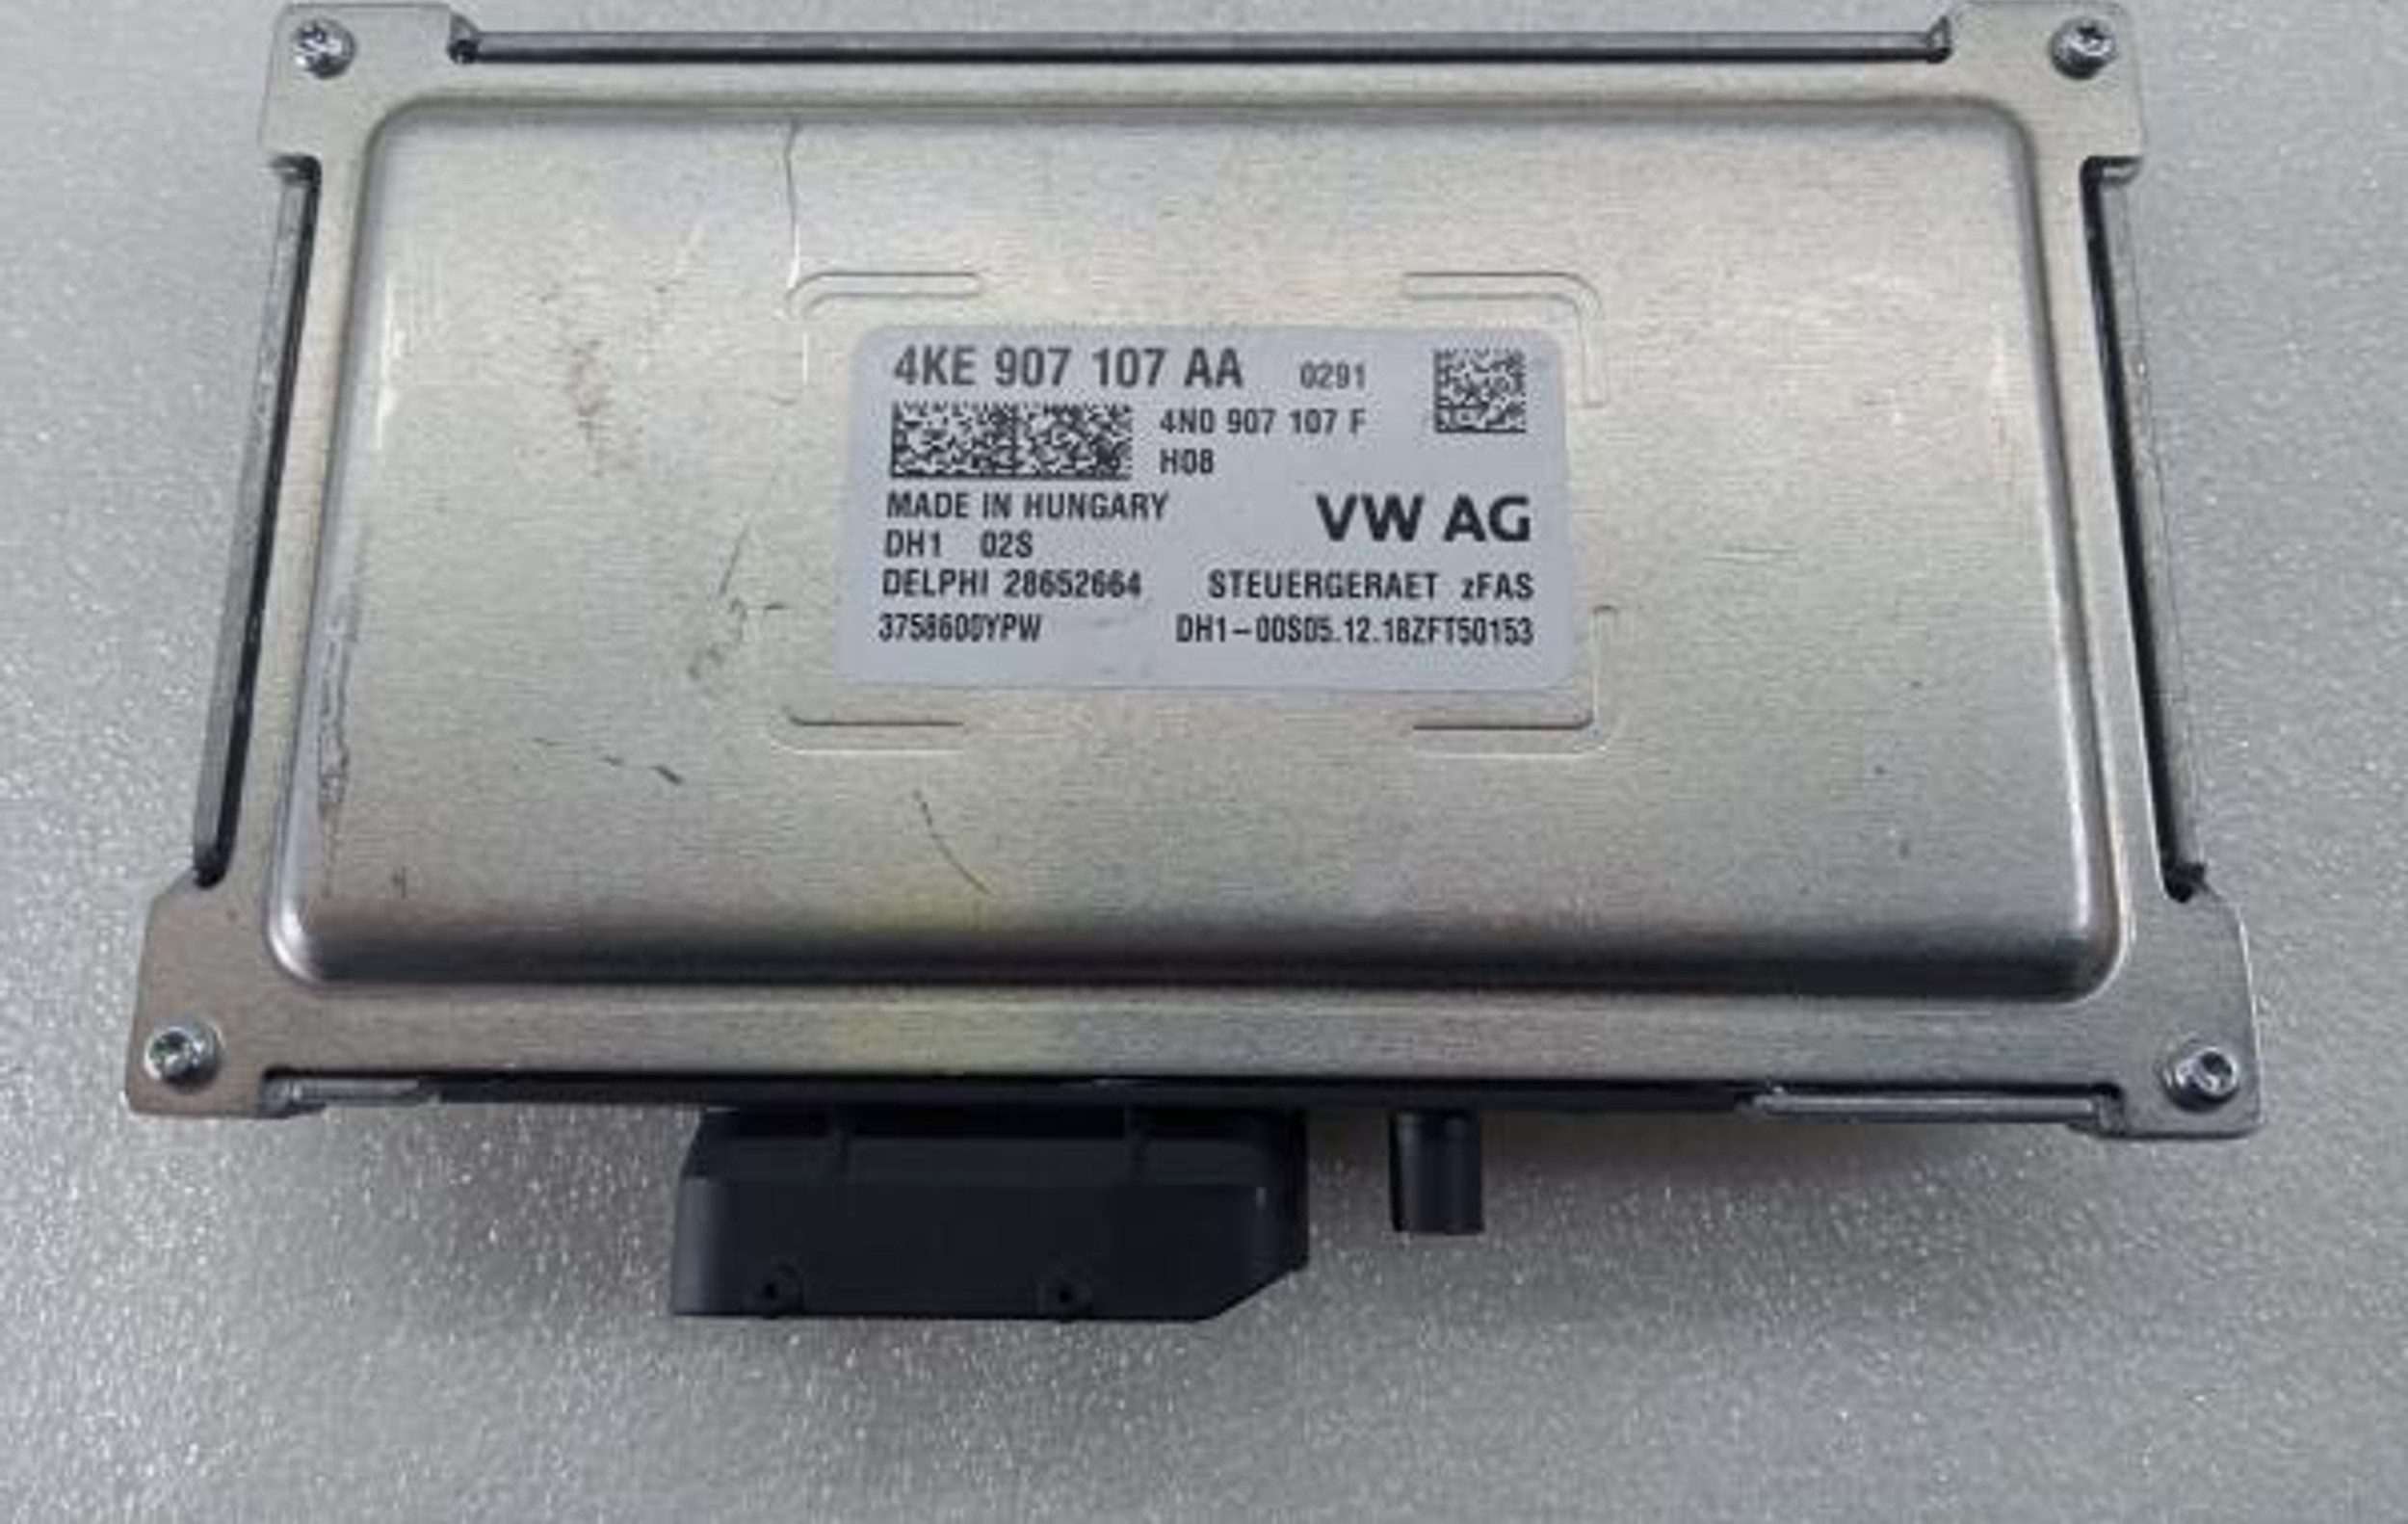 4KE 907 107 AA 0291
4N0 907 107 F
H08
MADE IN HUNGARY
VW AG
DH1 02S
DELPHI 28652664 STEUERGERAET zFAS
3758600YPW DH1-00S05.12.18ZFT50153